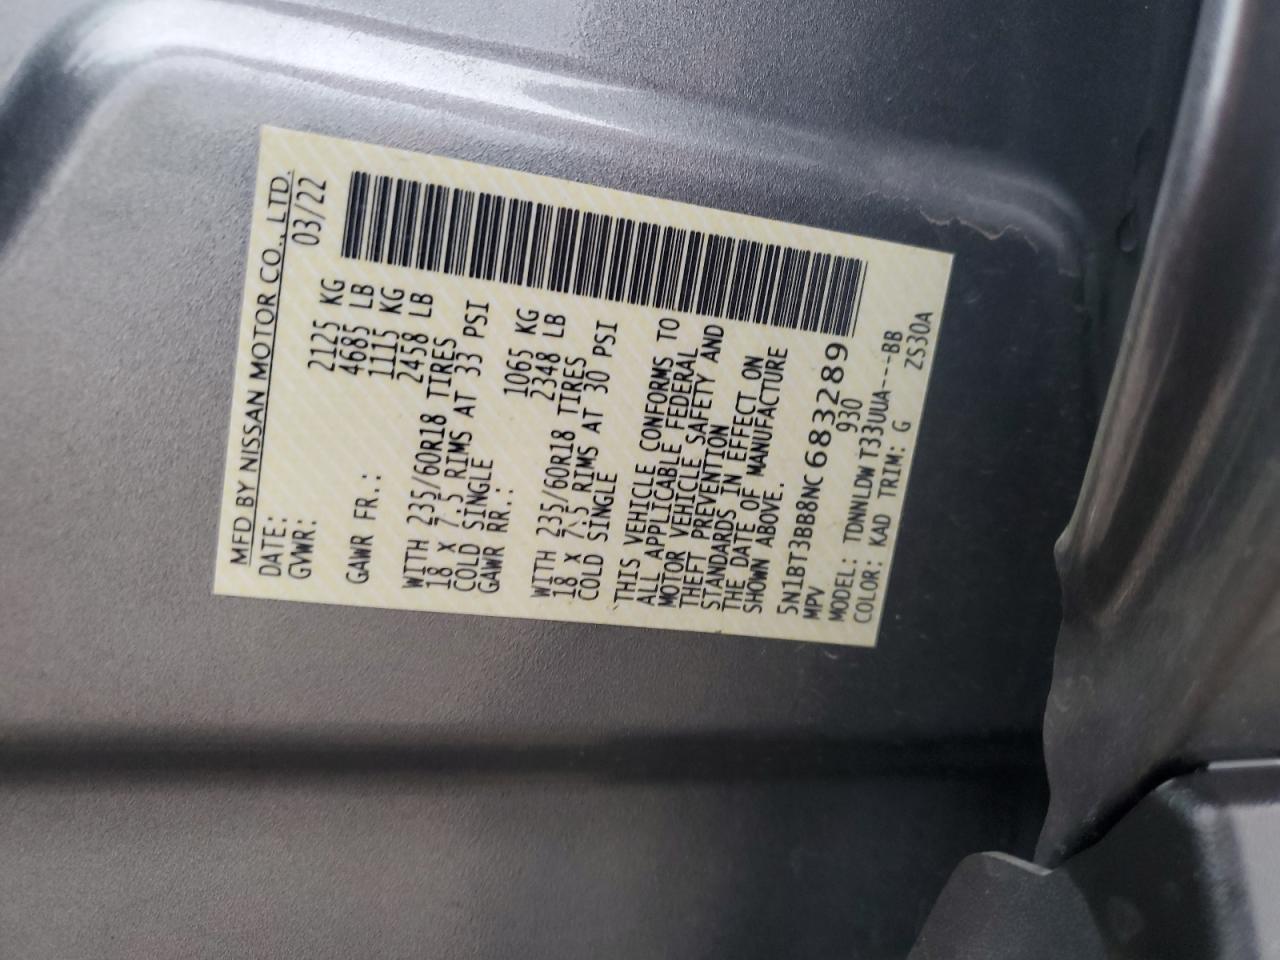 MFD BY NISSAN MOTOR CO., LTD.
DATE: 03/22
GVWR: 2125 KG
4685 LB
GAWR FR.: 1115 KG
2458 LB
WITH 235/60R18 TIRES
18 X 7.5 RIMS AT 33 PSI
COLD SINGLE
GAWR RR.: 1065 KG
2348 LB
WITH 235/60R18 TIRES
18 X 7.5 RIMS AT 30 PSI
COLD SINGLE
THIS VEHICLE CONFORMS TO
ALL APPLICABLE FEDERAL
MOTOR VEHICLE SAFETY AND
THEFT PREVENTION
STANDARDS IN EFFECT ON
THE DATE OF MANUFACTURE
SHOWN ABOVE.
5N1BT3BB8NC683289
MPV 930
MODEL: TDNNLDW T33UUA---BB
COLOR: KAD TRIM: G ZS30A